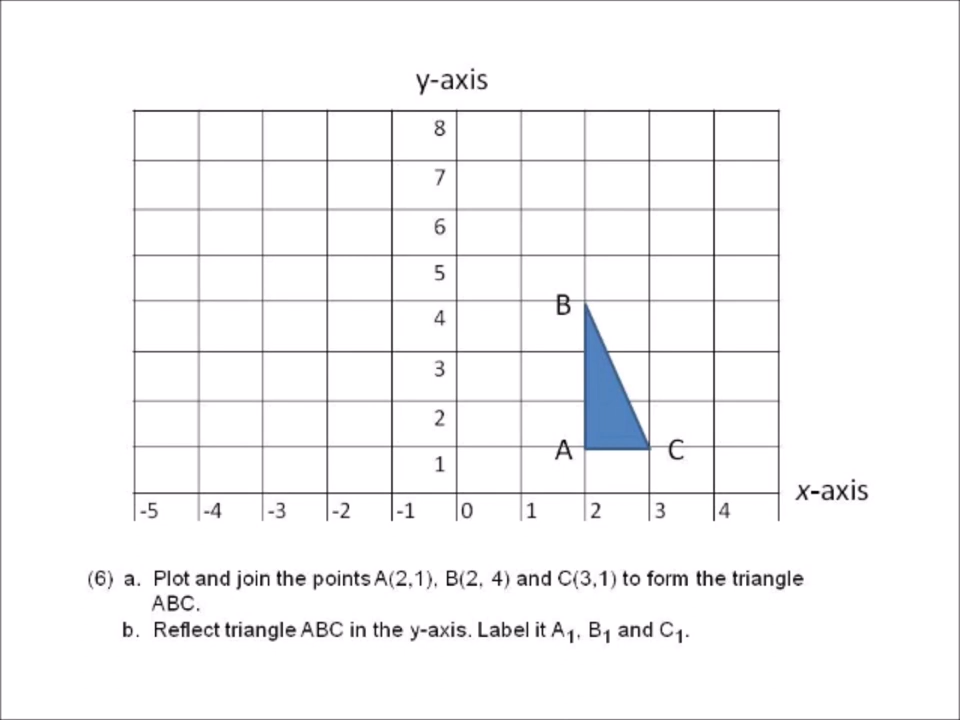 y-axis
8
7
6
5
B
4
3
2
A C
1
x-axis
-5 -4 -3 -2 -1 0 1 2 3 4
(6) a. Plot and join the points A(2,1), B(2, 4) and C(3,1) to form the triangle
ABC.
b. Reflect triangle ABC in the y-axis. Label it A₁, B₁ and C₁.